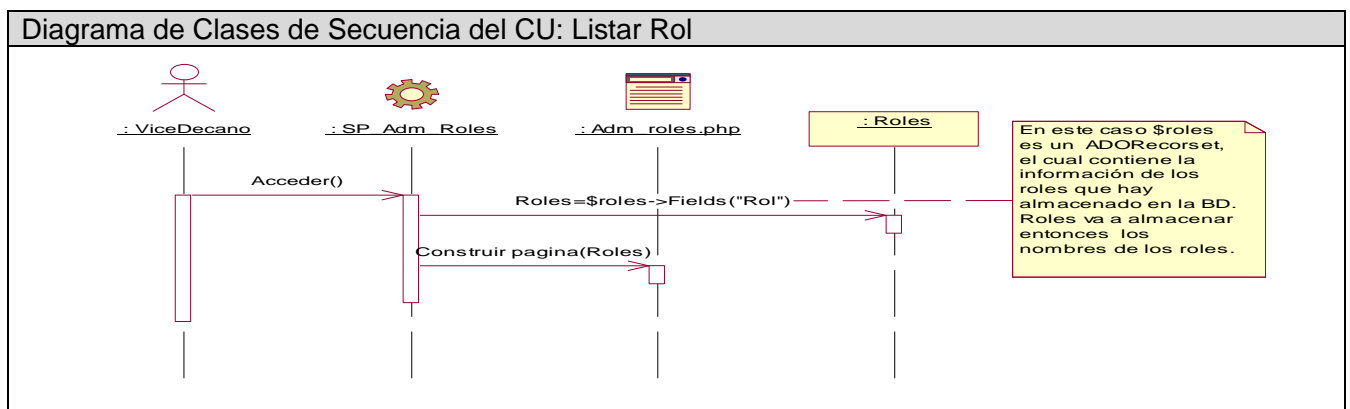 Diagrama de Clases de Secuencia del CU: Listar Rol
: ViceDecano
: SP_Adm_Roles
: Adm_roles.php
: Roles
En este caso $roles
es un ADORecorset,
el cual contiene la
información de los
roles que hay
almacenado en la BD.
Roles va a almacenar
entonces los
nombres de los roles.
Acceder()
Roles=$roles->Fields("Rol")
Construir pagina(Roles)